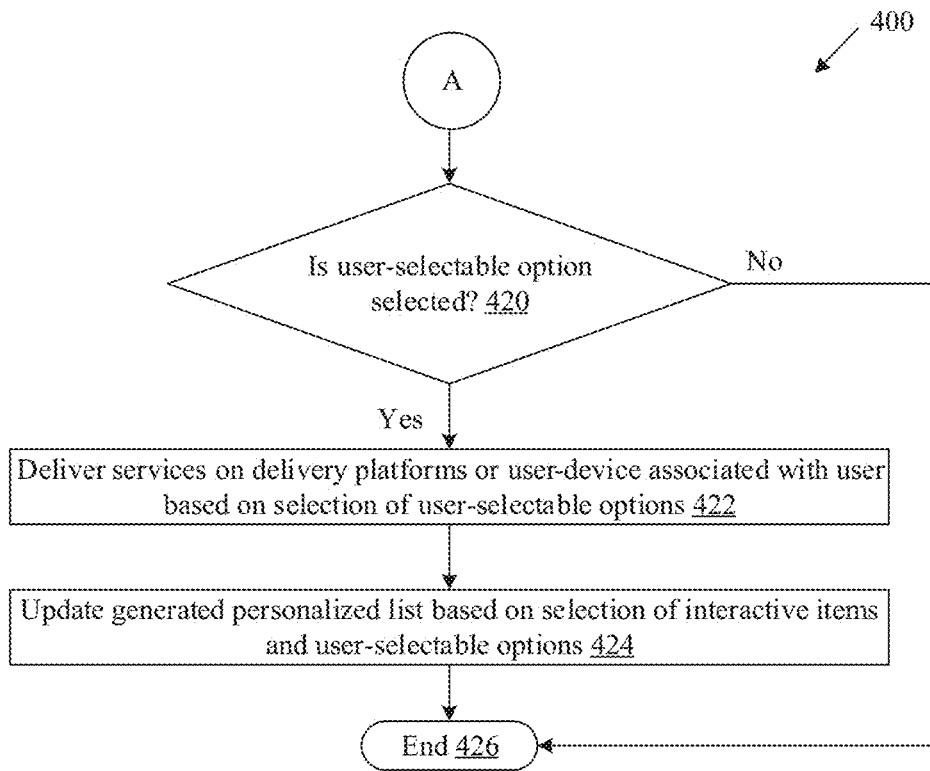 400
A
Is user-selectable option
selected? 420
No
Yes
Deliver services on delivery platforms or user-device associated with user
based on selection of user-selectable options 422
Update generated personalized list based on selection of interactive items
and user-selectable options 424
End 426